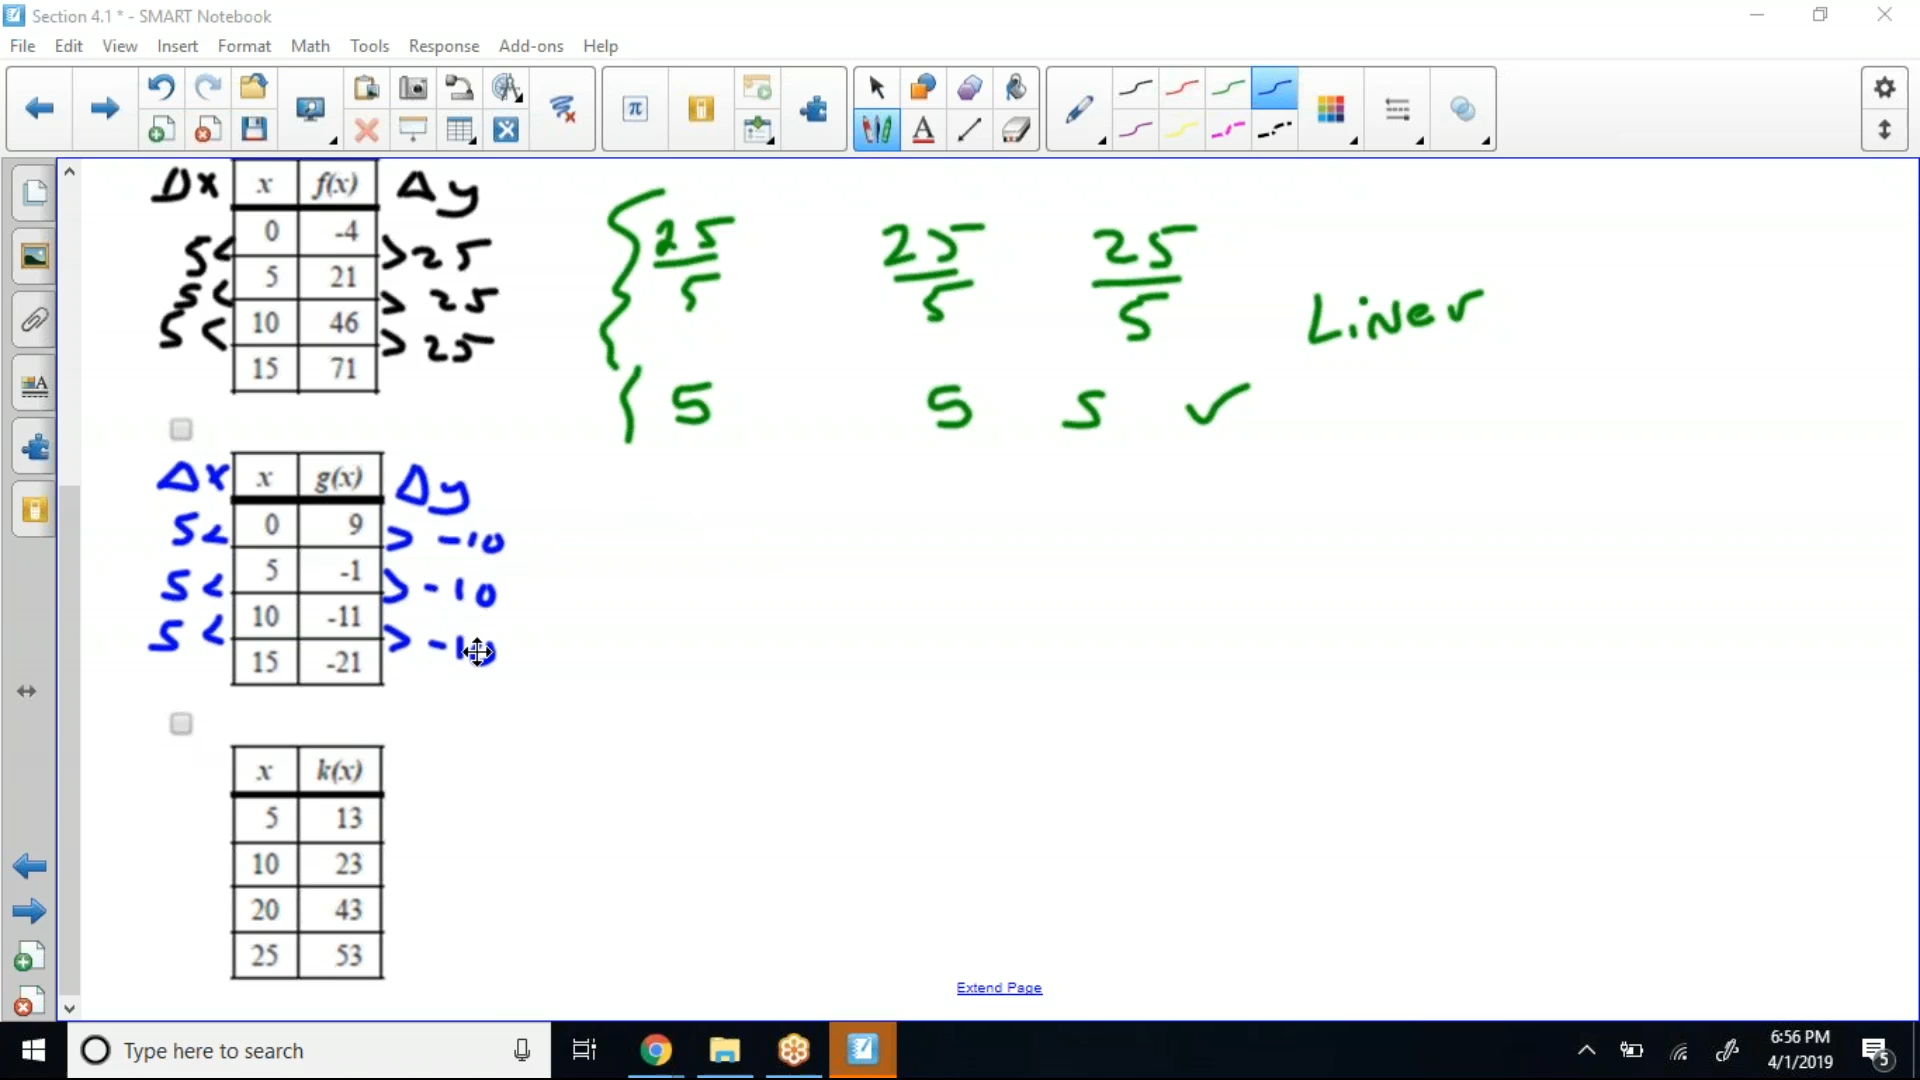 Section 4.1 * - SMART Notebook
File Edit View Insert Format Math Tools Response Add-ons Help
Δx x f(x) Δy
0 -4
5 < > 25
5 21
5 < > 25
10 46
5 < > 25
15 71
25/5 25/5 25/5
Liner
5 5 5 ✓
Δx x g(x) Δy
0 9
5 < > -10
5 -1
5 < > -10
10 -11
5 < > -10
15 -21
x k(x)
5 13
10 23
20 43
25 53
Extend Page
Type here to search
6:56 PM
4/1/2019
5